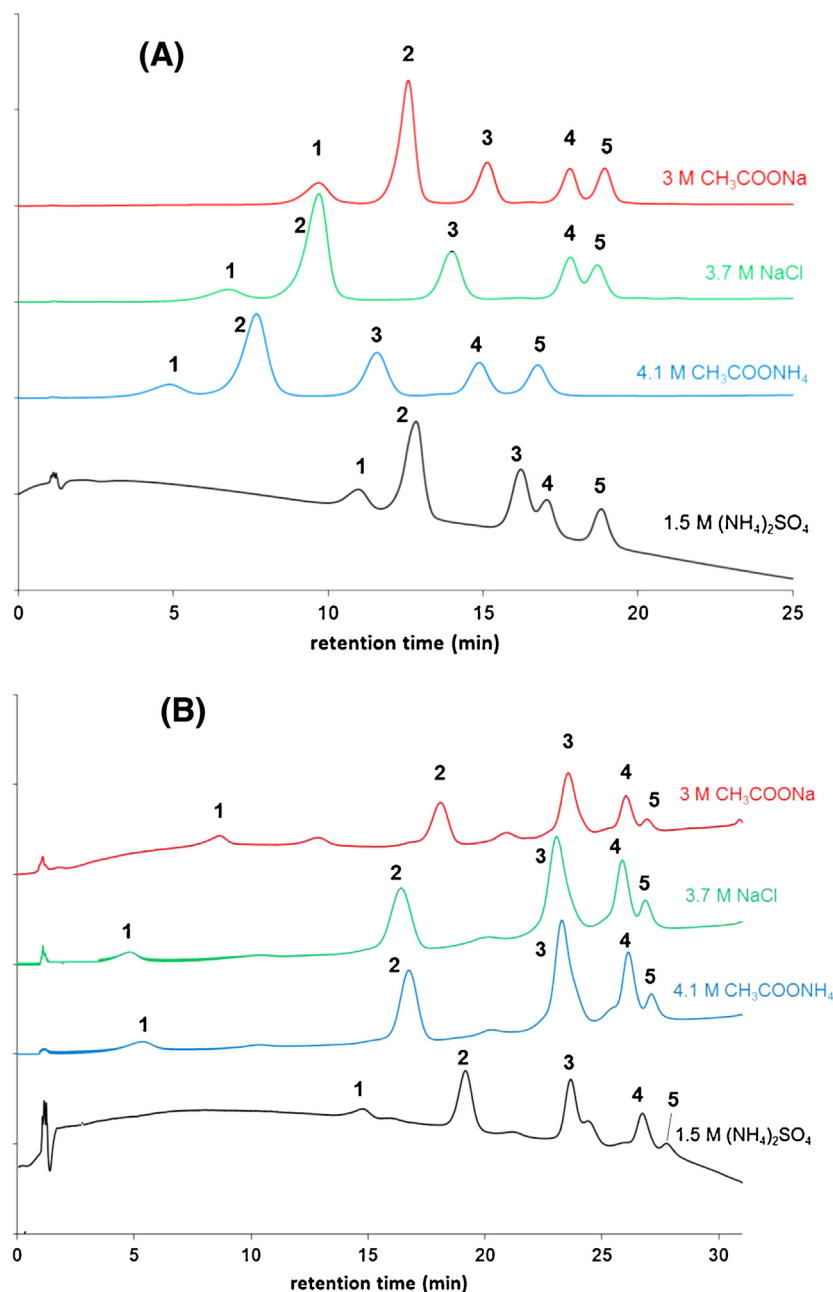 (A)
1 2 3 4 5
3 M CH₃COONa
1 2 3 4 5
3.7 M NaCl
1 2 3 4 5
4.1 M CH₃COONH₄
1 2 3 4 5
1.5 M (NH₄)₂SO₄
0 5 10 15 20 25
retention time (min)
(B)
1 2 3 4 5
3 M CH₃COONa
1 2 3 4 5
3.7 M NaCl
1 2 3 4 5
4.1 M CH₃COONH₄
1 2 3 4 5
1.5 M (NH₄)₂SO₄
0 5 10 15 20 25 30
retention time (min)